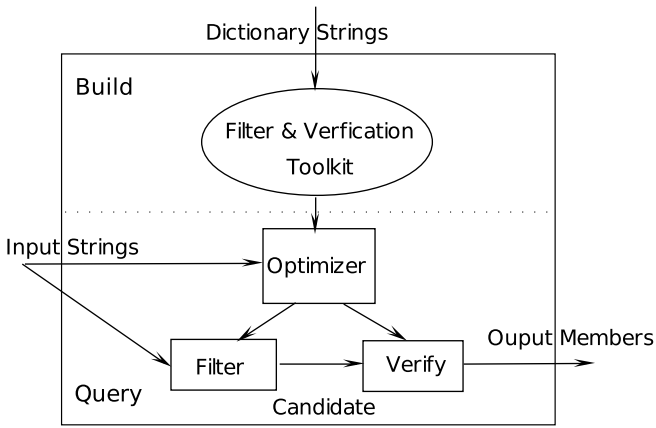 Dictionary Strings
Build
Filter & Verfication
Toolkit
Input Strings
Optimizer
Ouput Members
Filter
Verify
Query
Candidate